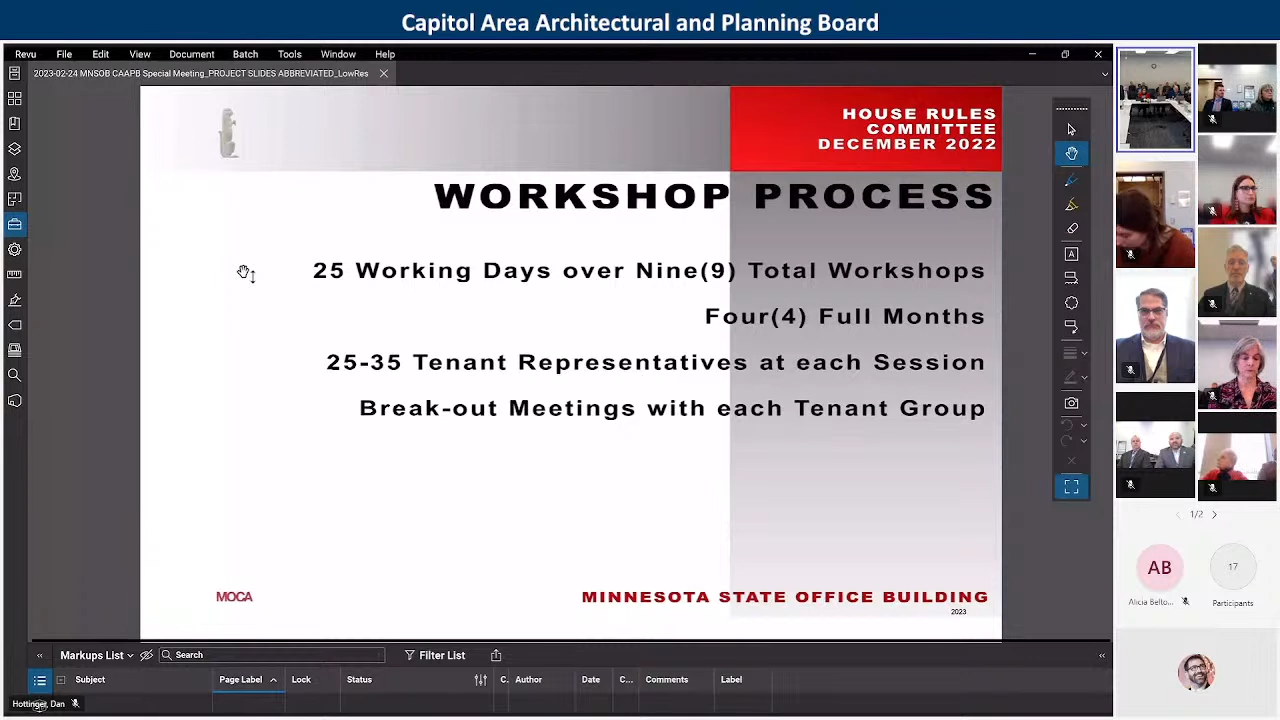 Capitol Area Architectural and Planning Board
Revu File Edit View Document Batch Tools Window Help
2023-02-24 MNSOB CAAPB Special Meeting_PROJECT SLIDES ABBREVIATED_LowRes
HOUSE RULES
COMMITTEE
DECEMBER 2022
WORKSHOP PROCESS
25 Working Days over Nine(9) Total Workshops
Four(4) Full Months
25-35 Tenant Representatives at each Session
Break-out Meetings with each Tenant Group
MOCA
MINNESOTA STATE OFFICE BUILDING
2023
1/2
AB
17
Alicia Belto...
Participants
Markups List
Search
Filter List
Subject Page Label Lock Status C. Author Date C... Comments Label
Hottinger, Dan